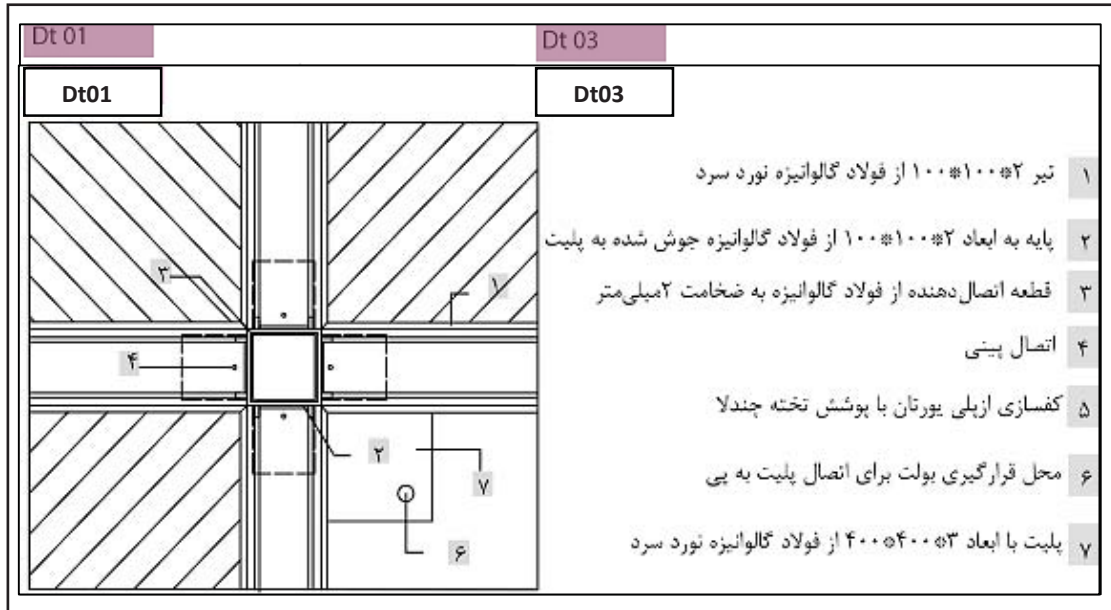 Dt 01
Dt 03
Dt01
Dt03
۱ تیر ۲*۱۰۰*۱۰۰ از فولاد گالوانیزه نورد سرد
۲ پایه به ابعاد ۲*۱۰۰*۱۰۰ از فولاد گالوانیزه جوش شده به پلیت
۳ قطعه اتصال‌دهنده از فولاد گالوانیزه به ضخامت ۲میلی‌متر
۴ اتصال پینی
۵ کفسازی ازپلی یورتان با پوشش تخته چندلا
۶ محل قرارگیری بولت برای اتصال پلیت به پی
۷ پلیت با ابعاد ۳*۴۰۰*۴۰۰ از فولاد گالوانیزه نورد سرد
۳
۱
۴
۲
۷
۶